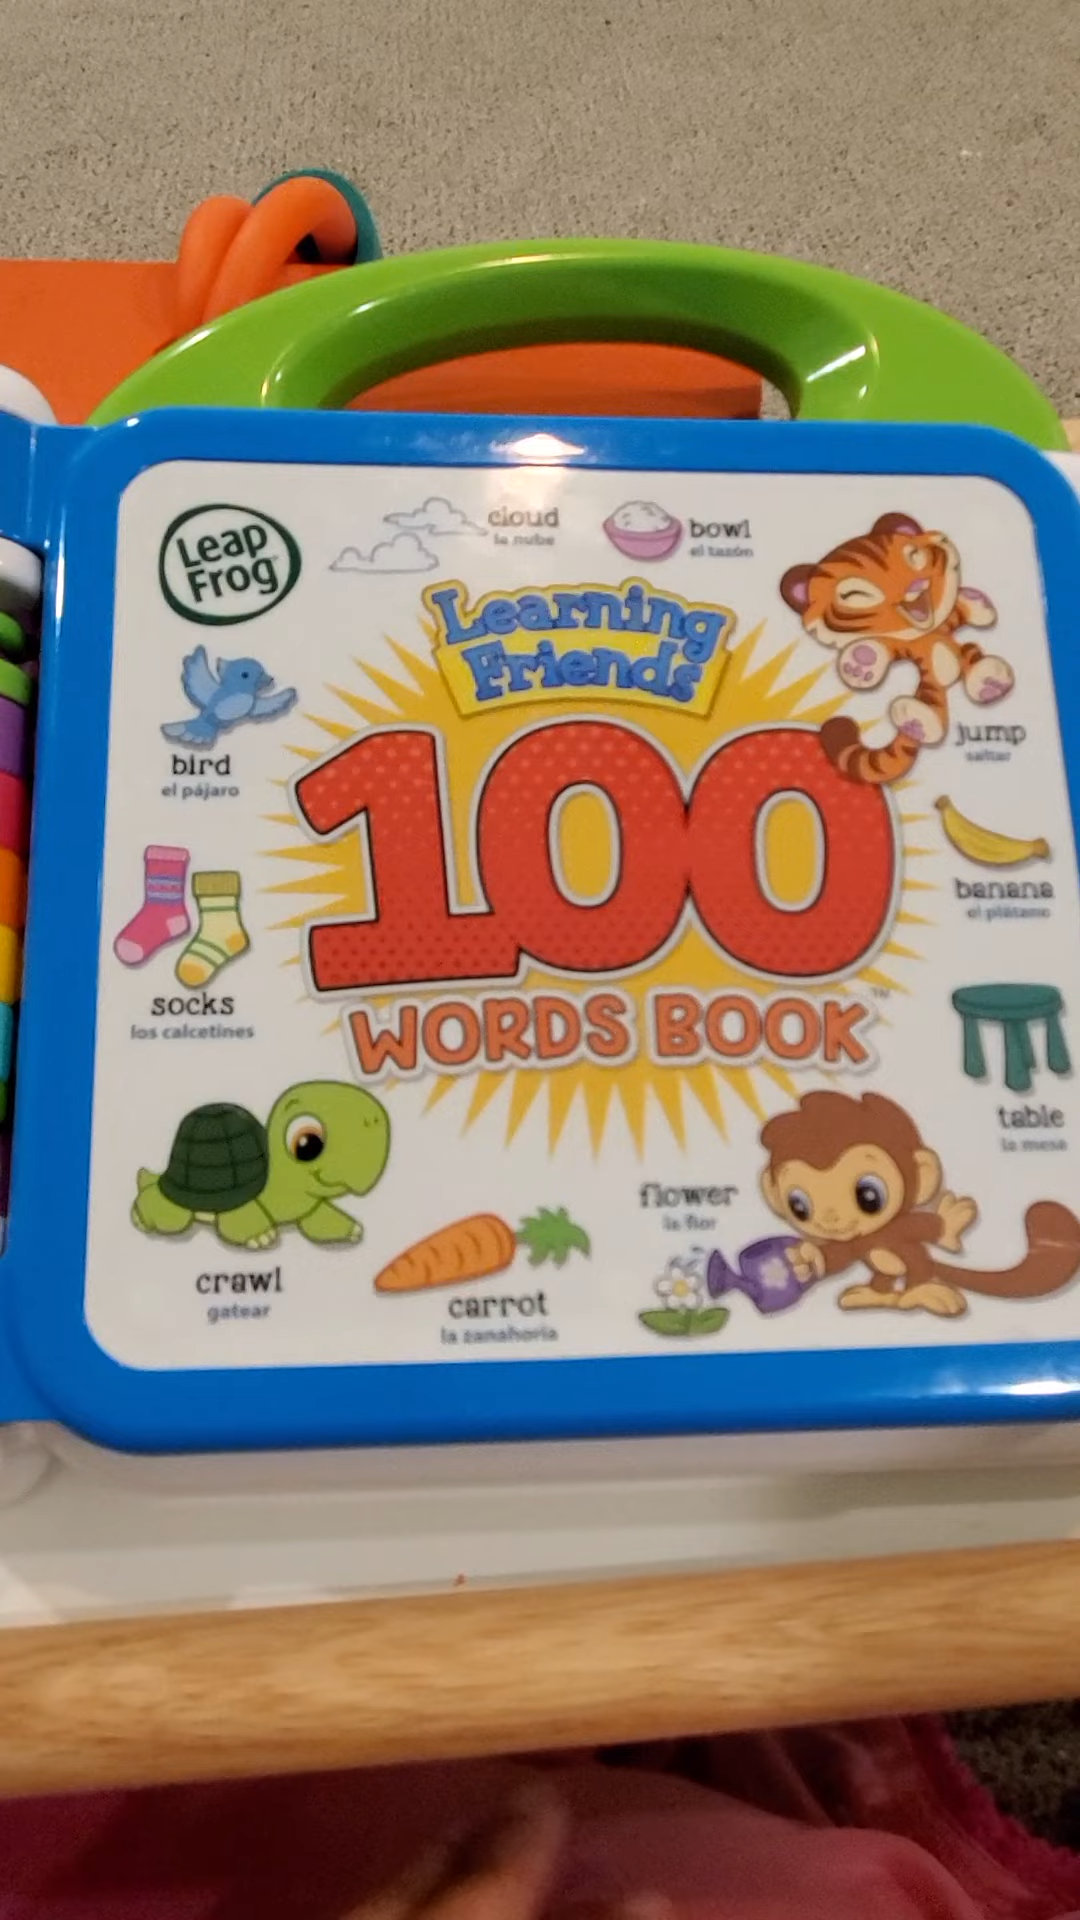 Leap
Frog
cloud
la nube
bowl
el tazón
Learning
Friends
bird
el pájaro
100
jump
saltar
banana
el plátano
socks
los calcetines
WORDS BOOK™
table
la mesa
crawl
gatear
carrot
la zanahoria
flower
la flor